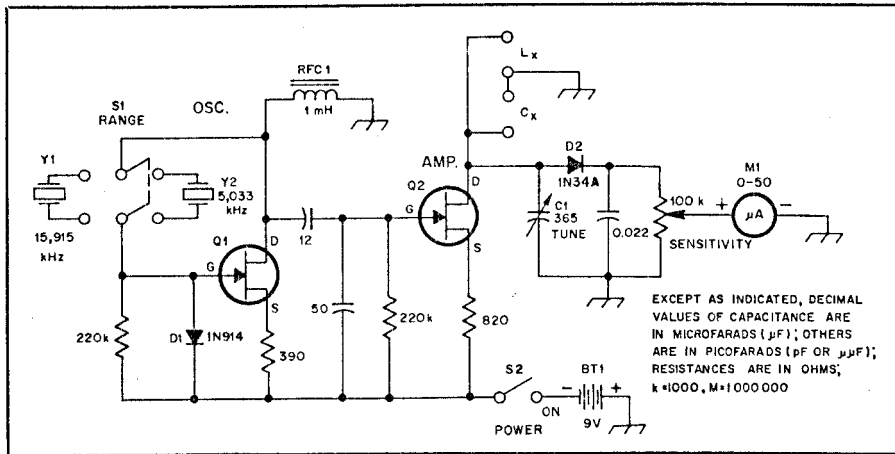 RFC 1
1 mH
S1
RANGE
OSC.
Y1
15,915
kHz
Y2
5,033
kHz
Q1
D
G
S
220k
D1
1N914
390
12
50
220k
AMP.
Q2
D
G
S
820
Lx
Cx
D2
1N34A
C1
365
TUNE
0.022
100 k
SENSITIVITY
M1
0-50
+
µA
-
S2
ON
POWER
BT1
-
+
9V
EXCEPT AS INDICATED, DECIMAL
VALUES OF CAPACITANCE ARE
IN MICROFARADS (µF); OTHERS
ARE IN PICOFARADS (pF OR µµF);
RESISTANCES ARE IN OHMS;
k=1000, M=1000000